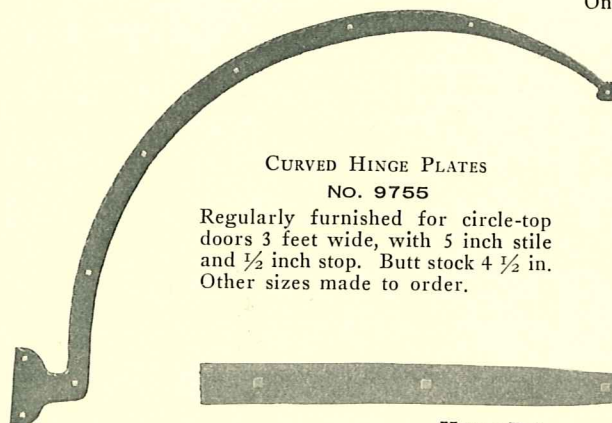 On
CURVED HINGE PLATES
NO. 9755
Regularly furnished for circle-top
doors 3 feet wide, with 5 inch stile
and ½ inch stop. Butt stock 4 ½ in.
Other sizes made to order.